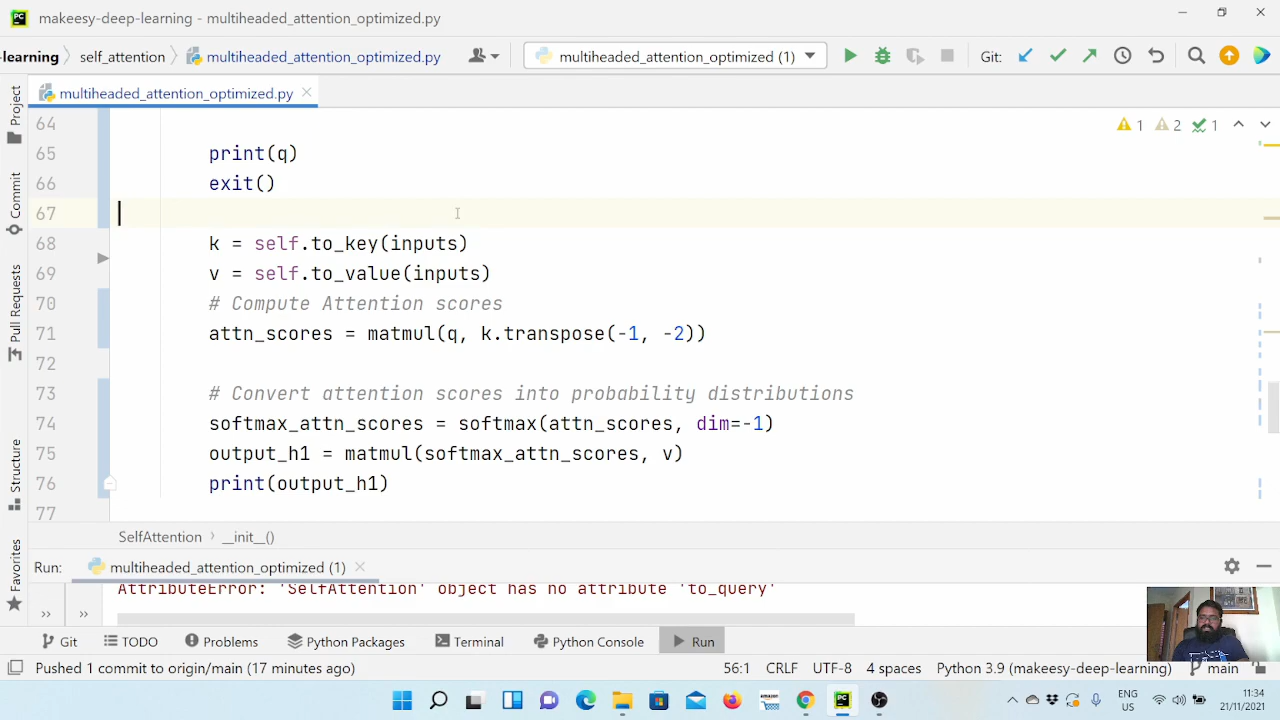 makeesy-deep-learning - multiheaded_attention_optimized.py
learning self_attention multiheaded_attention_optimized.py multiheaded_attention_optimized (1) Git:
multiheaded_attention_optimized.py
Project
Commit
Pull Requests
Structure
Favorites
1 2 1
64
65 print(q)
66 exit()
67
68 k = self.to_key(inputs)
69 v = self.to_value(inputs)
70 # Compute Attention scores
71 attn_scores = matmul(q, k.transpose(-1, -2))
72
73 # Convert attention scores into probability distributions
74 softmax_attn_scores = softmax(attn_scores, dim=-1)
75 output_h1 = matmul(softmax_attn_scores, v)
76 print(output_h1)
77
SelfAttention __init__()
Run: multiheaded_attention_optimized (1)
AttributeError: 'SelfAttention' object has no attribute 'to_query'
Git TODO Problems Python Packages Terminal Python Console Run
Pushed 1 commit to origin/main (17 minutes ago) 56:1 CRLF UTF-8 4 spaces Python 3.9 (makeesy-deep-learning) main
ENG 11:34
US 21/11/2021